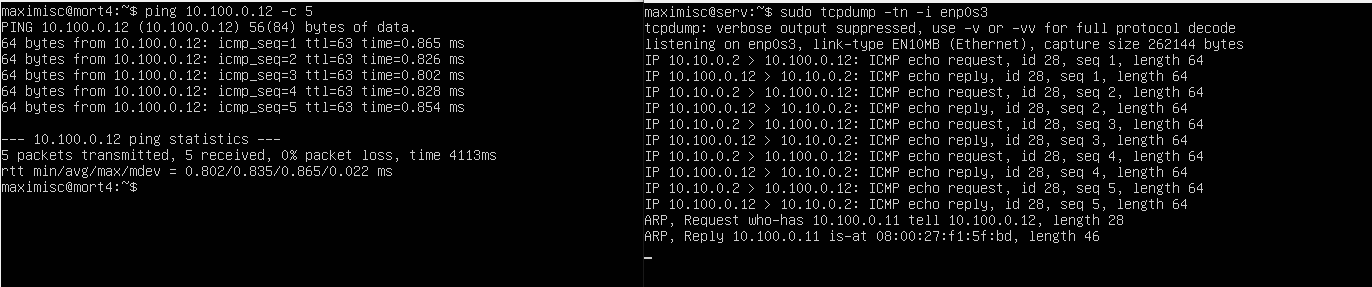 maximisc@mort4:~$ ping 10.100.0.12 -c 5
PING 10.100.0.12 (10.100.0.12) 56(84) bytes of data.
64 bytes from 10.100.0.12: icmp_seq=1 ttl=63 time=0.865 ms
64 bytes from 10.100.0.12: icmp_seq=2 ttl=63 time=0.826 ms
64 bytes from 10.100.0.12: icmp_seq=3 ttl=63 time=0.802 ms
64 bytes from 10.100.0.12: icmp_seq=4 ttl=63 time=0.828 ms
64 bytes from 10.100.0.12: icmp_seq=5 ttl=63 time=0.854 ms
--- 10.100.0.12 ping statistics ---
5 packets transmitted, 5 received, 0% packet loss, time 4113ms
rtt min/avg/max/mdev = 0.802/0.835/0.865/0.022 ms
maximisc@mort4:~$
maximisc@serv:~$ sudo tcpdump -tn -i enp0s3
tcpdump: verbose output suppressed, use -v or -vv for full protocol decode
listening on enp0s3, link-type EN10MB (Ethernet), capture size 262144 bytes
IP 10.10.0.2 > 10.100.0.12: ICMP echo request, id 28, seq 1, length 64
IP 10.100.0.12 > 10.10.0.2: ICMP echo reply, id 28, seq 1, length 64
IP 10.10.0.2 > 10.100.0.12: ICMP echo request, id 28, seq 2, length 64
IP 10.100.0.12 > 10.10.0.2: ICMP echo reply, id 28, seq 2, length 64
IP 10.10.0.2 > 10.100.0.12: ICMP echo request, id 28, seq 3, length 64
IP 10.100.0.12 > 10.10.0.2: ICMP echo reply, id 28, seq 3, length 64
IP 10.10.0.2 > 10.100.0.12: ICMP echo request, id 28, seq 4, length 64
IP 10.100.0.12 > 10.10.0.2: ICMP echo reply, id 28, seq 4, length 64
IP 10.10.0.2 > 10.100.0.12: ICMP echo request, id 28, seq 5, length 64
IP 10.100.0.12 > 10.10.0.2: ICMP echo reply, id 28, seq 5, length 64
ARP, Request who-has 10.100.0.11 tell 10.100.0.12, length 28
ARP, Reply 10.100.0.11 is-at 08:00:27:f1:5f:bd, length 46